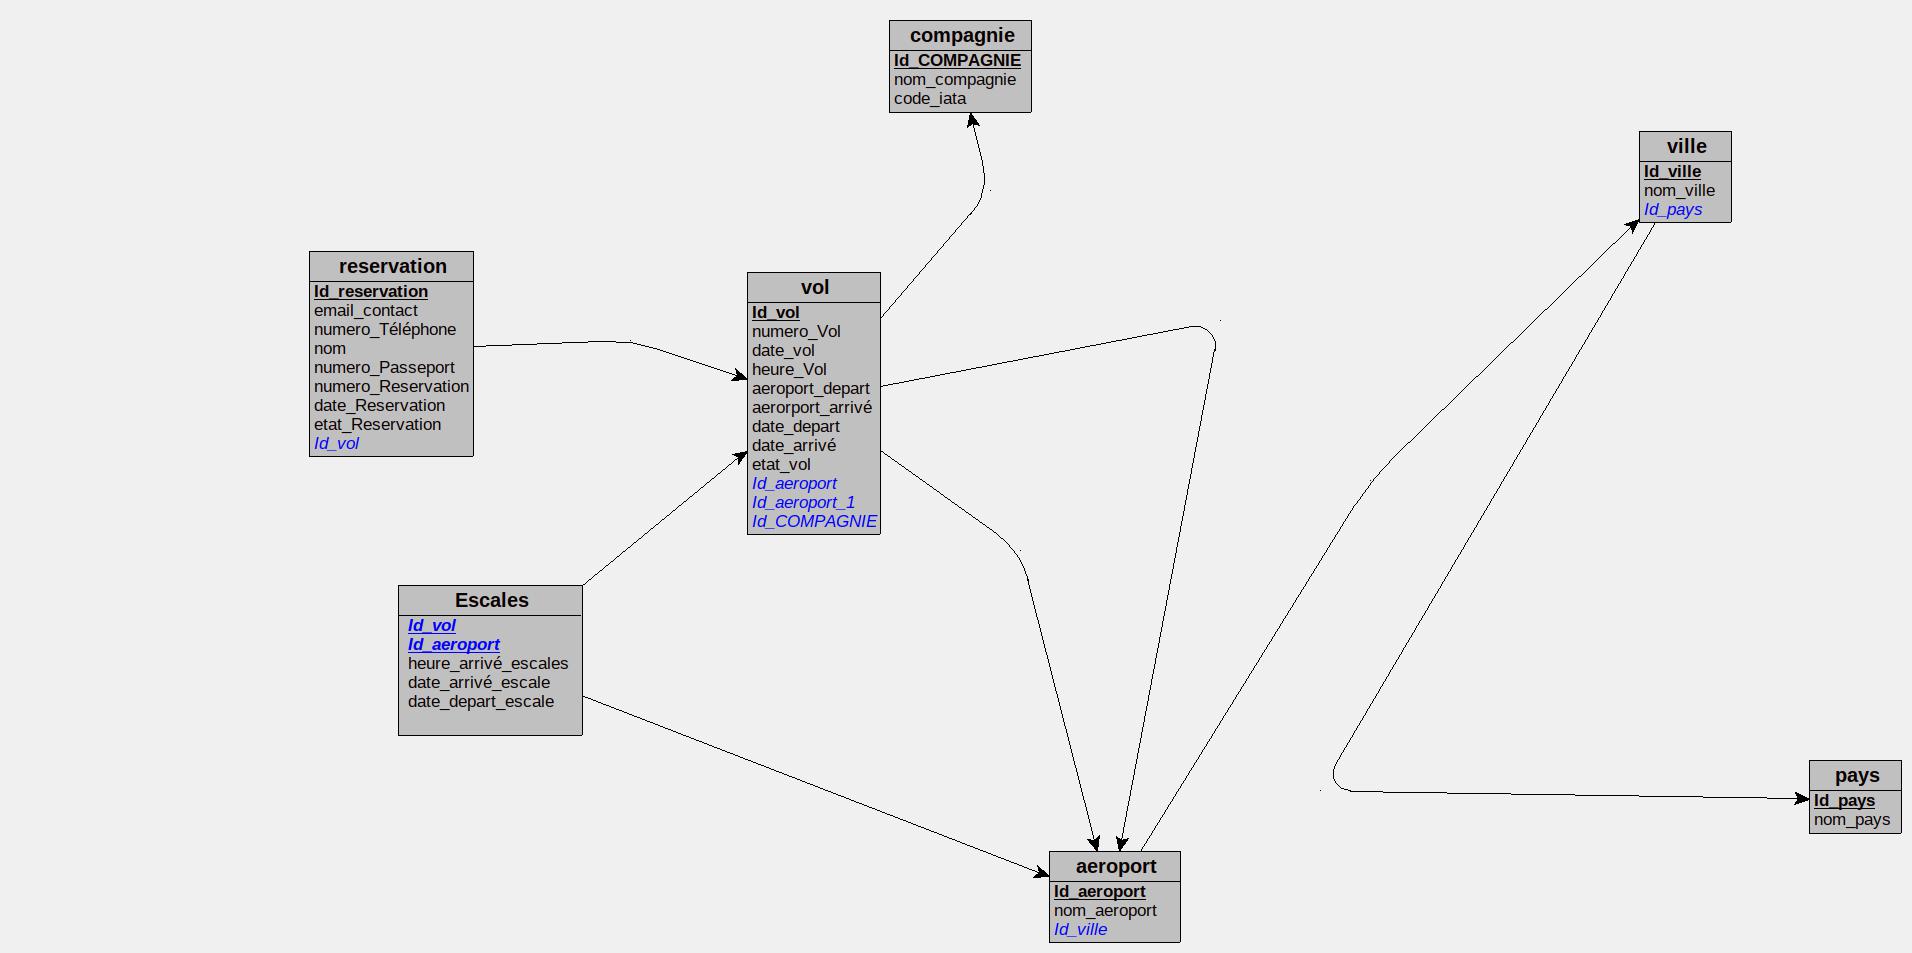 compagnie
Id_COMPAGNIE
nom_compagnie
code_iata
ville
Id_ville
nom_ville
Id_pays
reservation
Id_reservation
email_contact
numero_Téléphone
nom
numero_Passeport
numero_Reservation
date_Reservation
etat_Reservation
Id_vol
vol
Id_vol
numero_Vol
date_vol
heure_Vol
aeroport_depart
aerorport_arrivé
date_depart
date_arrivé
etat_vol
Id_aeroport
Id_aeroport_1
Id_COMPAGNIE
Escales
Id_vol
Id_aeroport
heure_arrivé_escales
date_arrivé_escale
date_depart_escale
pays
Id_pays
nom_pays
aeroport
Id_aeroport
nom_aeroport
Id_ville